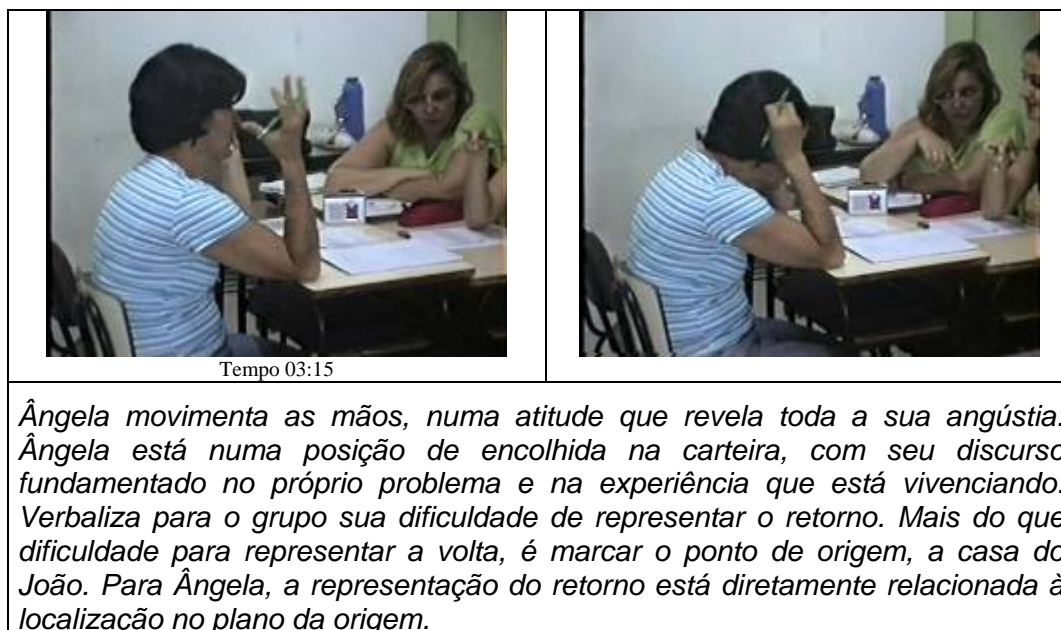 Tempo 03:15
Ângela movimenta as mãos, numa atitude que revela toda a sua angústia.
Ângela está numa posição de encolhida na carteira, com seu discurso
fundamentado no próprio problema e na experiência que está vivenciando.
Verbaliza para o grupo sua dificuldade de representar o retorno. Mais do que
dificuldade para representar a volta, é marcar o ponto de origem, a casa do
João. Para Ângela, a representação do retorno está diretamente relacionada à
localização no plano da origem.